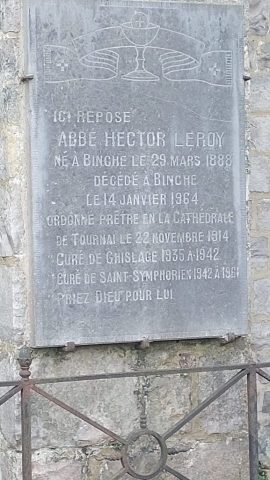 ICI REPOSE
ABBÉ HECTOR LEROY
NÉ À BINCHE LE 29 MARS 1888
DÉCÉDÉ À BINCHE
LE 14 JANVIER 1964
ORDONNÉ PRÊTRE EN LA CATHÉDRALE
DE TOURNAI LE 22 NOVEMBRE 1914
CURÉ DE GHISLAGE 1935 À 1942
CURÉ DE SAINT-SYMPHORIEN 1942 À 1961
PRIEZ DIEU POUR LUI